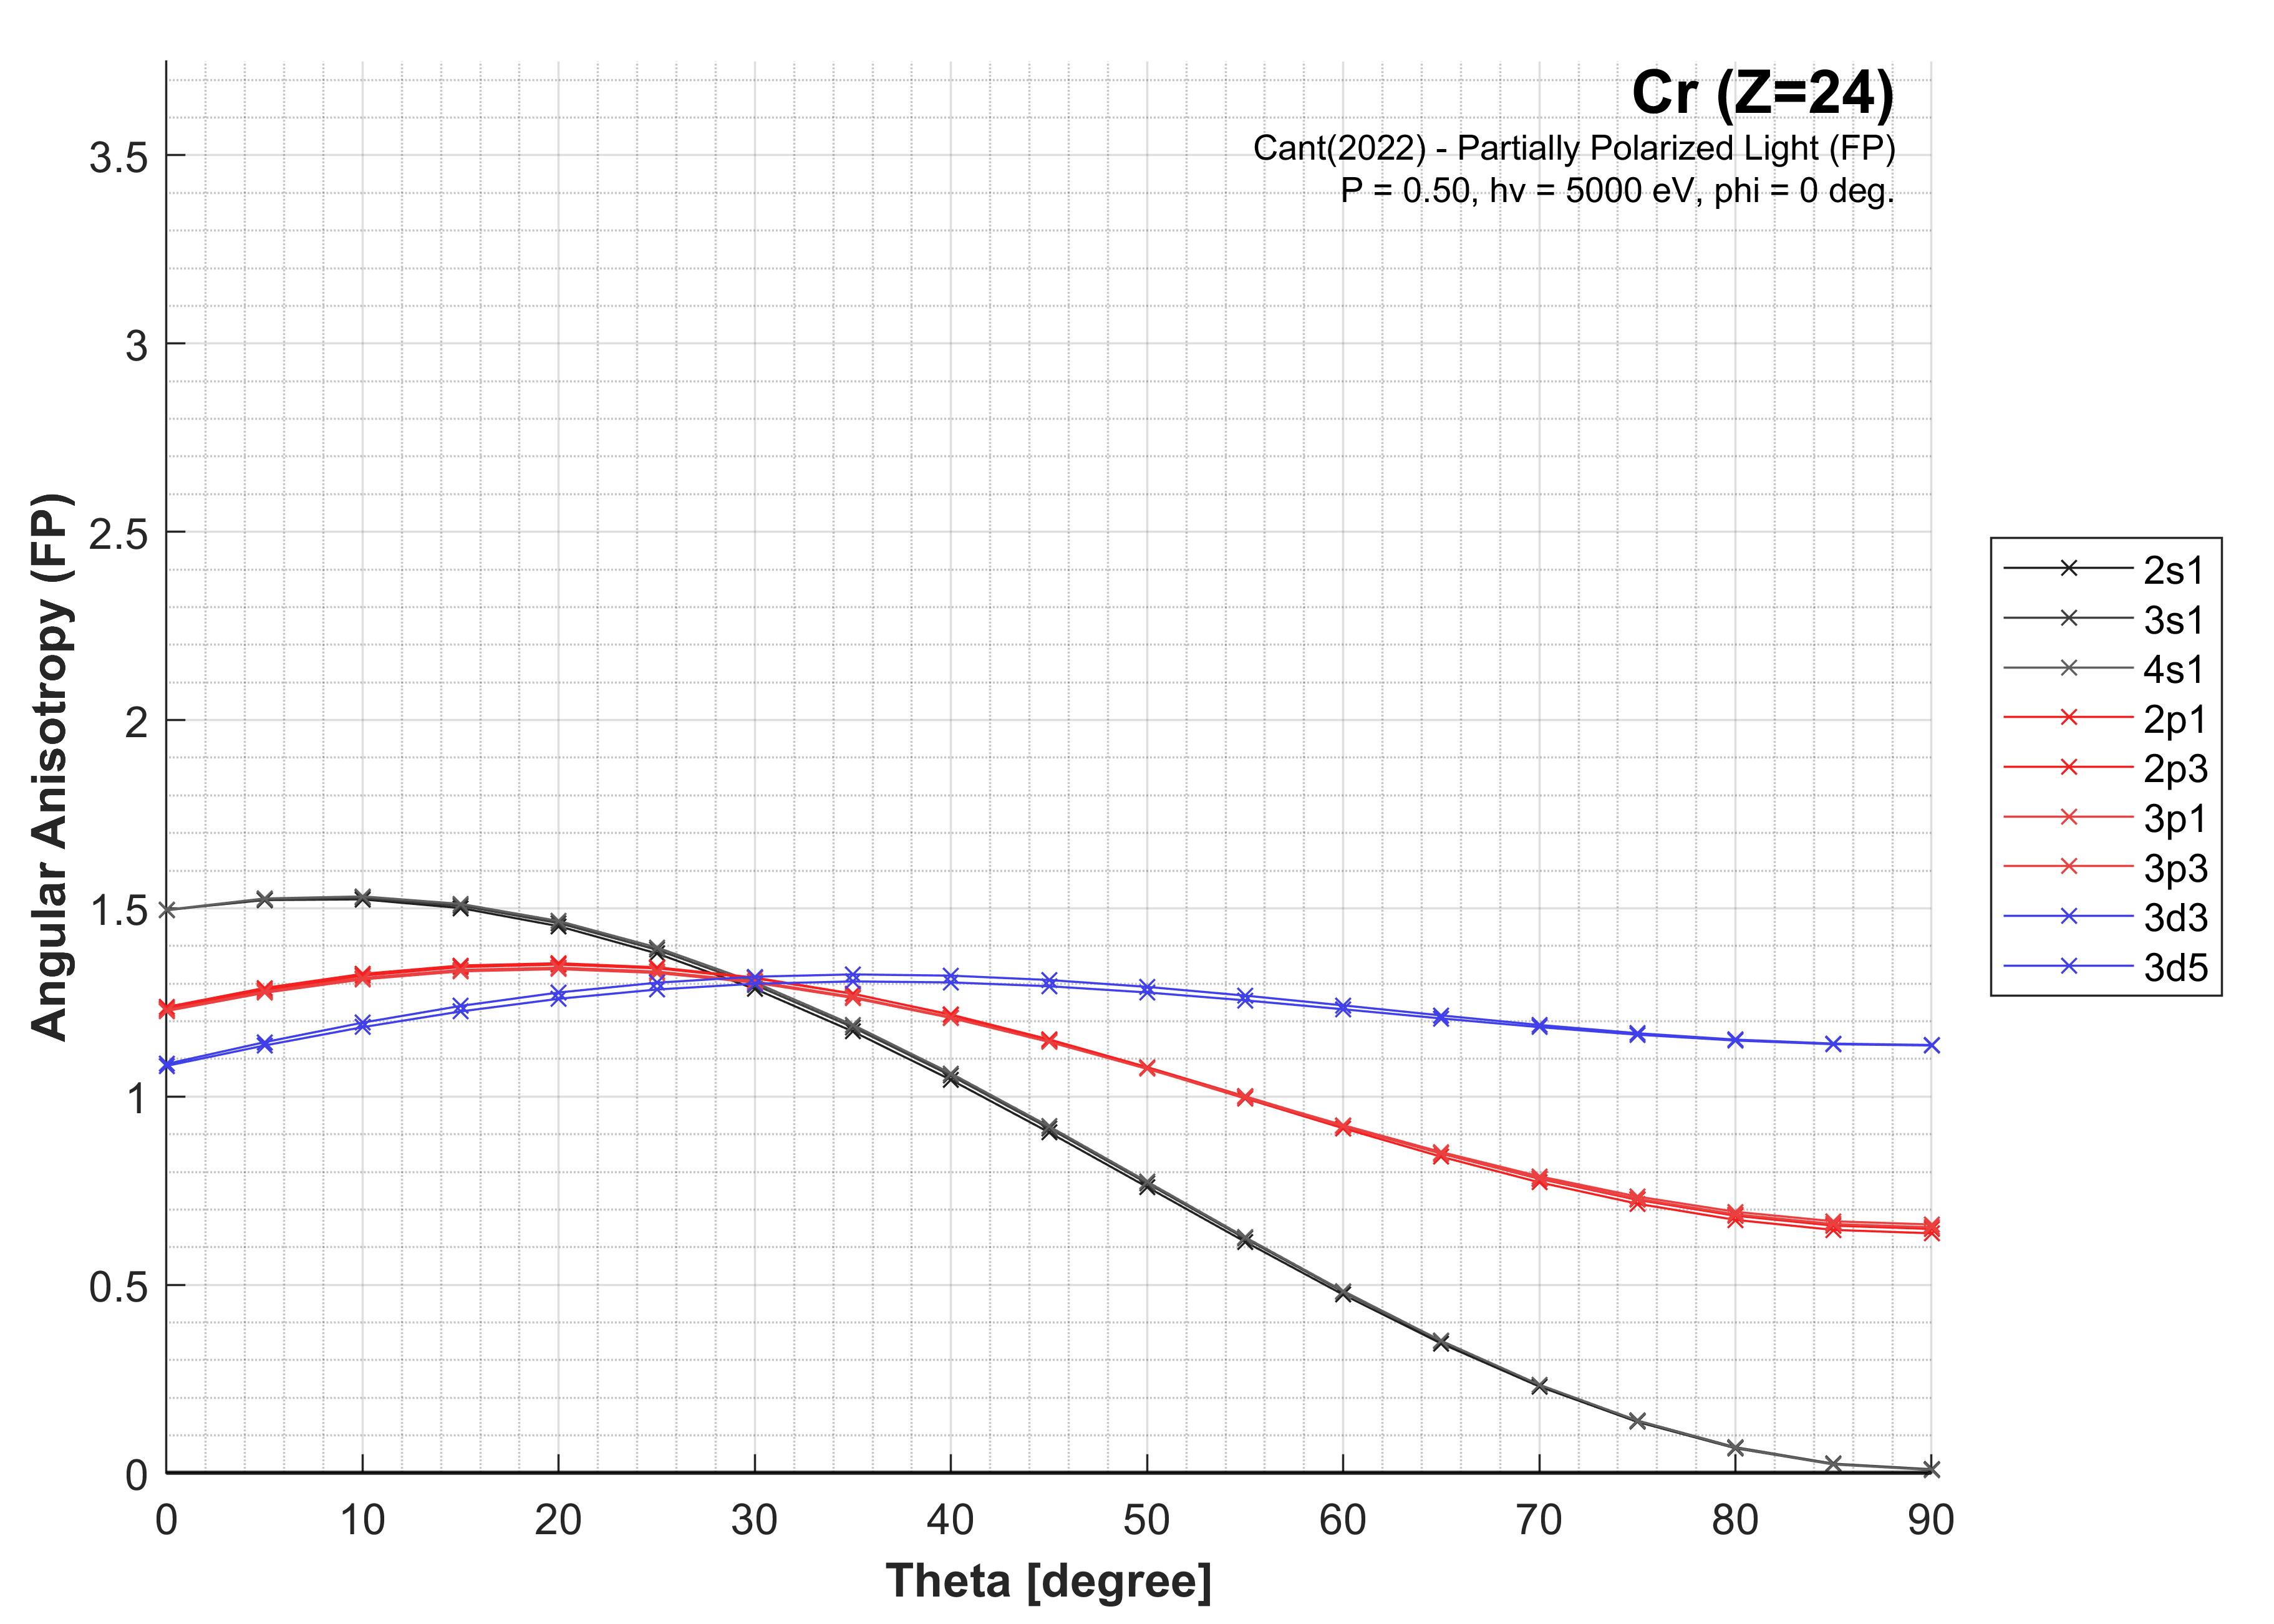 Cr (Z=24)
Cant(2022) - Partially Polarized Light (FP)
P = 0.50, hv = 5000 eV, phi = 0 deg.
Angular Anisotropy (FP)
3.5
3
2.5
2
1.5
1
0.5
0
0 10 20 30 40 50 60 70 80 90
Theta [degree]
2s1
3s1
4s1
2p1
2p3
3p1
3p3
3d3
3d5